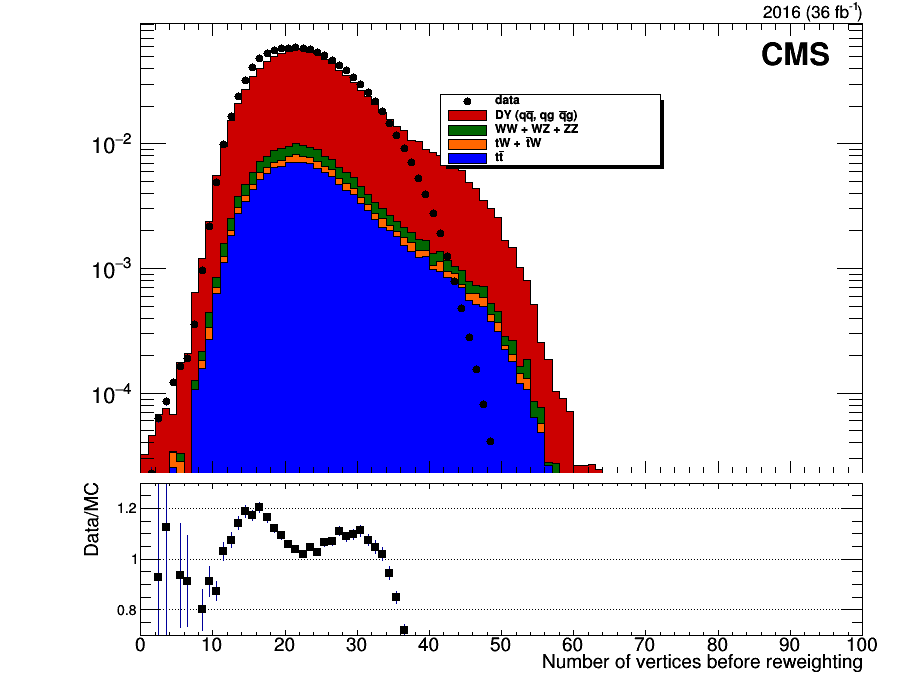 2016 (36 fb⁻¹)
CMS
data
DY (qq̅, qg q̅g)
WW + WZ + ZZ
tW + t̅W
tt̅
10⁻²
10⁻³
10⁻⁴
Data/MC
1.2
1
0.8
0 10 20 30 40 50 60 70 80 90 100
Number of vertices before reweighting